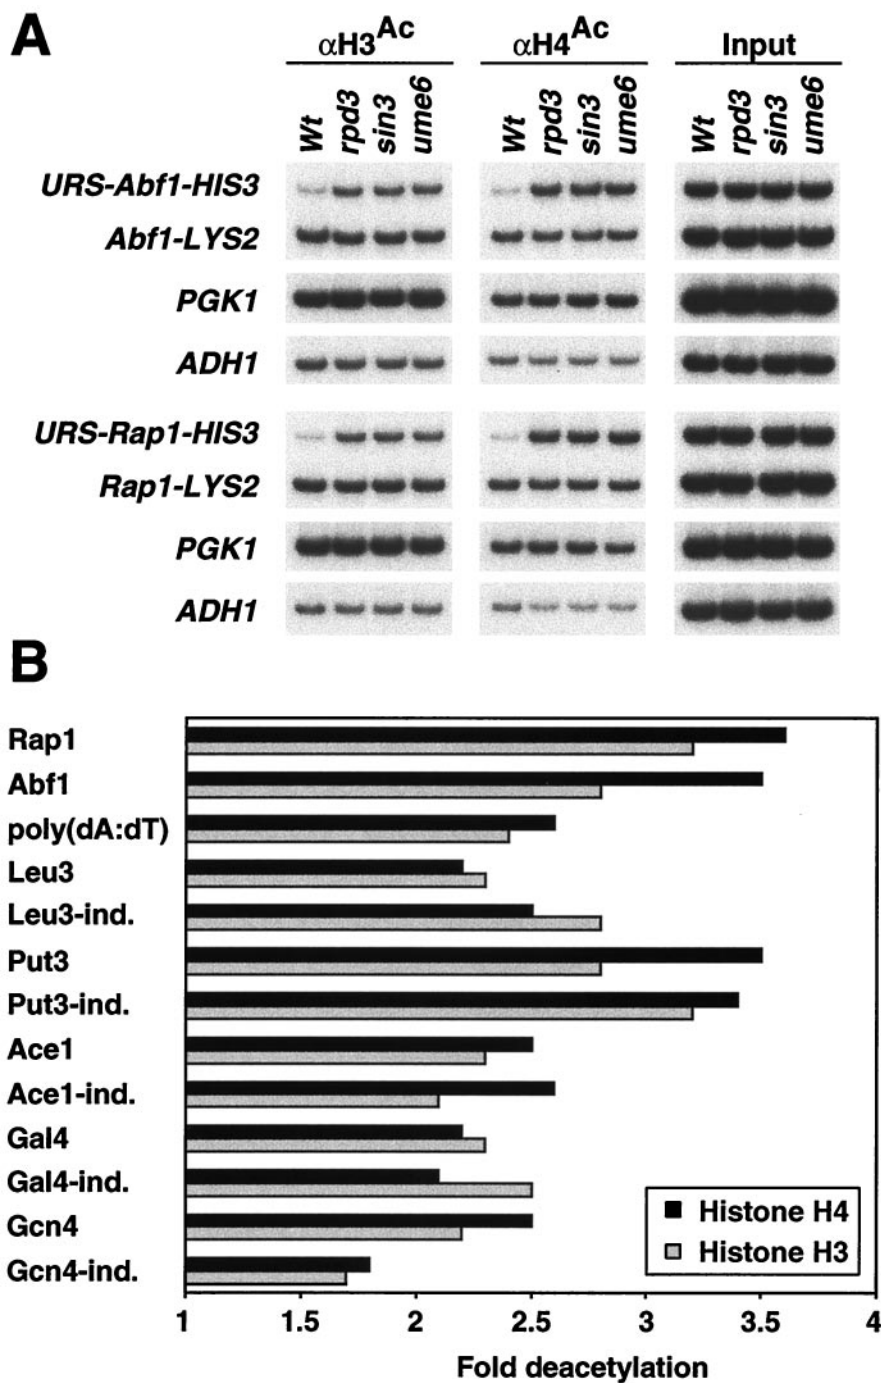 A
αH3Ac αH4Ac Input
Wt rpd3 sin3 ume6 Wt rpd3 sin3 ume6 Wt rpd3 sin3 ume6
URS-Abf1-HIS3
Abf1-LYS2
PGK1
ADH1
URS-Rap1-HIS3
Rap1-LYS2
PGK1
ADH1
B
Rap1
Abf1
poly(dA:dT)
Leu3
Leu3-ind.
Put3
Put3-ind.
Ace1
Ace1-ind.
Gal4
Gal4-ind.
Gcn4
Gcn4-ind.
Histone H4
Histone H3
1 1.5 2 2.5 3 3.5 4
Fold deacetylation